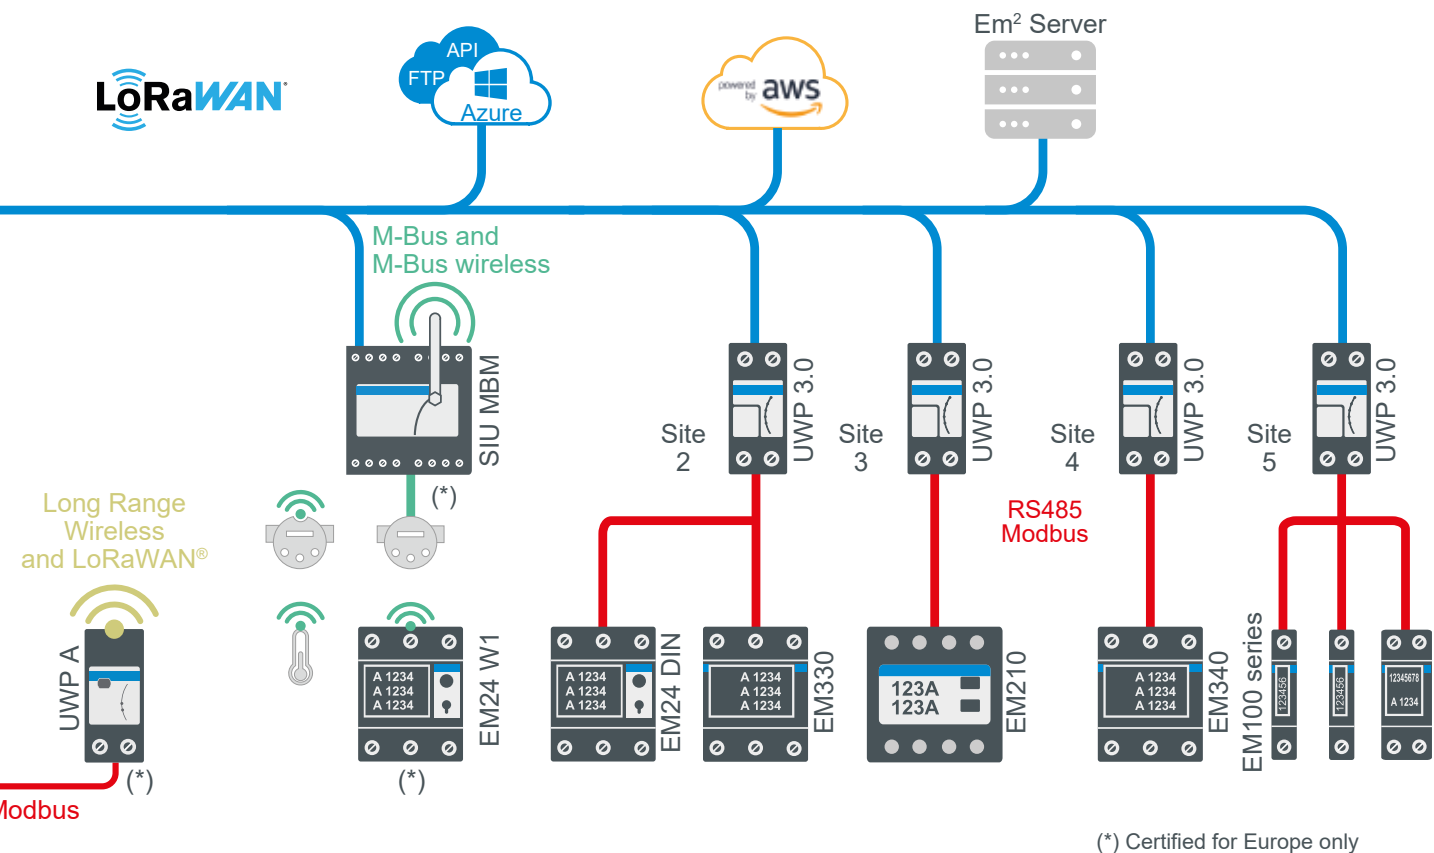 Em² Server
API
FTP
Azure
powered by aws
LoRaWAN
M-Bus and
M-Bus wireless
SIU MBM
(*)
Site
2
UWP 3.0
Site
3
UWP 3.0
Site
4
UWP 3.0
Site
5
UWP 3.0
RS485
Modbus
Long Range
Wireless
and LoRaWAN®
UWP A
(*)
Modbus
A 1234
A 1234
A 1234
EM24 W1
(*)
A 1234
A 1234
A 1234
EM24 DIN
A 1234
A 1234
A 1234
EM330
123A
123A
EM210
A 1234
A 1234
A 1234
EM340
EM100 series
123456
123456
12345678
A 1234
(*) Certified for Europe only